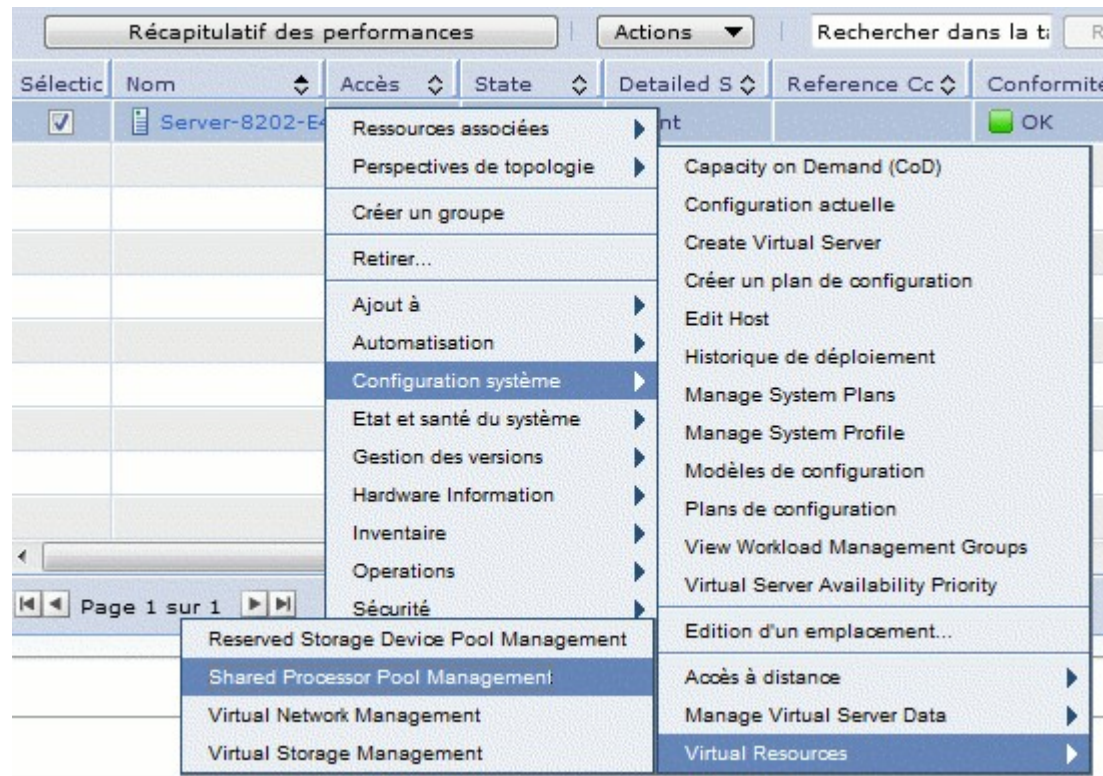 Récapitulatif des performances Actions Rechercher dans la
Sélectic Nom Accès State Detailed S Reference Cc Conformité
Server-8202-E4 nt OK
Ressources associées
Perspectives de topologie
Créer un groupe
Retirer...
Ajout à
Automatisation
Configuration système
Etat et santé du système
Gestion des versions
Hardware Information
Inventaire
Operations
Sécurité
Capacity on Demand (CoD)
Configuration actuelle
Create Virtual Server
Créer un plan de configuration
Edit Host
Historique de déploiement
Manage System Plans
Manage System Profile
Modèles de configuration
Plans de configuration
View Workload Management Groups
Virtual Server Availability Priority
Edition d'un emplacement...
Accès à distance
Manage Virtual Server Data
Virtual Resources
Page 1 sur 1
Reserved Storage Device Pool Management
Shared Processor Pool Management
Virtual Network Management
Virtual Storage Management